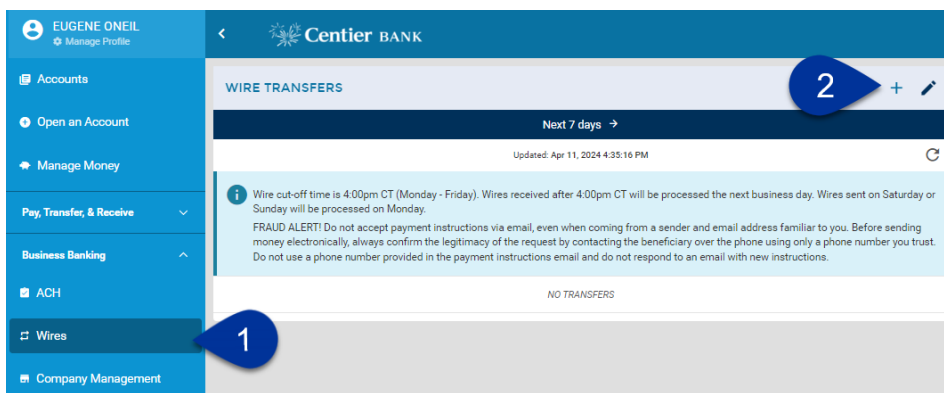 EUGENE ONEIL
Manage Profile
Accounts
Open an Account
Manage Money
Pay, Transfer, & Receive
Business Banking
ACH
Wires
Company Management
1
Centier BANK
WIRE TRANSFERS
2
Next 7 days →
Updated: Apr 11, 2024 4:35:16 PM
Wire cut-off time is 4:00pm CT (Monday - Friday). Wires received after 4:00pm CT will be processed the next business day. Wires sent on Saturday or
Sunday will be processed on Monday.
FRAUD ALERT! Do not accept payment instructions via email, even when coming from a sender and email address familiar to you. Before sending
money electronically, always confirm the legitimacy of the request by contacting the beneficiary over the phone using only a phone number you trust.
Do not use a phone number provided in the payment instructions email and do not respond to an email with new instructions.
NO TRANSFERS